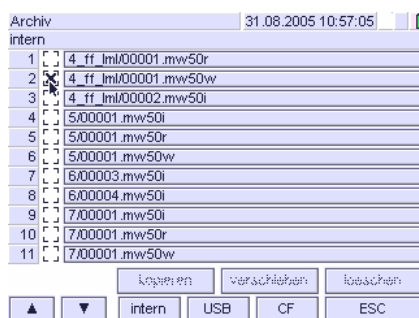 Archiv 31.08.2005 10:57:05
intern
1 4_ff_lml/00001.mw50r
2 4_ff_lml/00001.mw50w
3 4_ff_lml/00002.mw50i
4 5/00001.mw50i
5 5/00001.mw50r
6 5/00001.mw50w
7 6/00003.mw50i
8 6/00004.mw50i
9 7/00001.mw50i
10 7/00001.mw50r
11 7/00001.mw50w
kopieren verschieben loeschen
▲ ▼ intern USB CF ESC